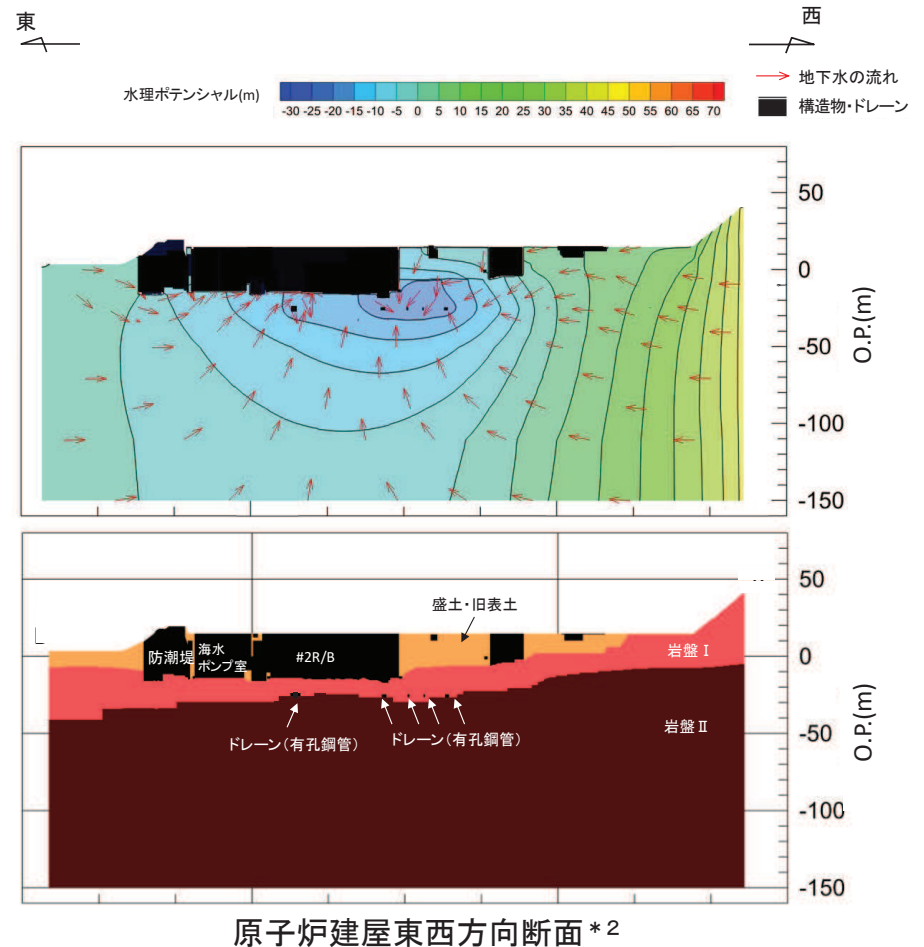 東
西
水理ポテンシャル(m)
-30 -25 -20 -15 -10 -5 0 5 10 15 20 25 30 35 40 45 50 55 60 65 70
地下水の流れ
構造物・ドレーン
50
0
-50
-100
-150
O.P.(m)
盛土・旧表土
防潮堤
海水
ポンプ室
#2R/B
岩盤Ⅰ
岩盤Ⅱ
ドレーン(有孔鋼管)
ドレーン(有孔鋼管)
50
0
-50
-100
-150
O.P.(m)
原子炉建屋東西方向断面*2